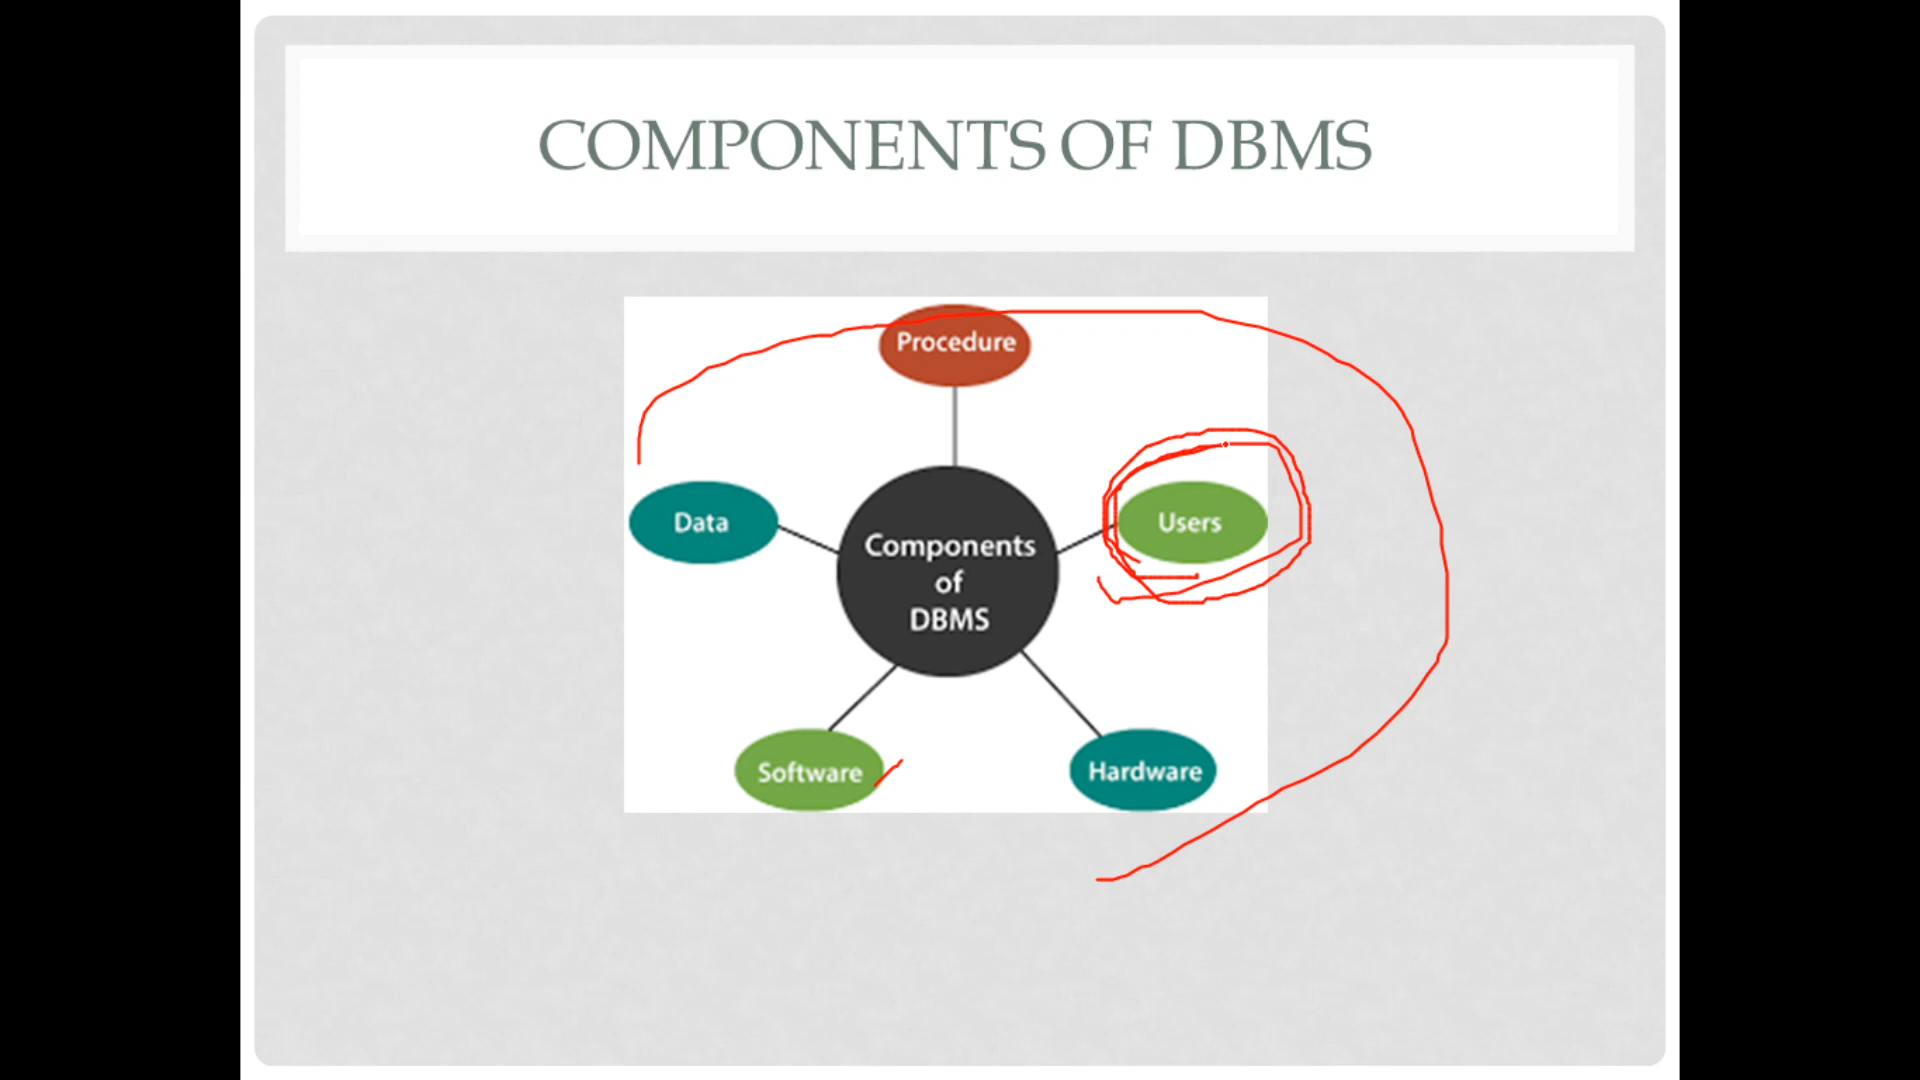 COMPONENTS OF DBMS
Procedure
Data
Components
of
DBMS
Users
Software
Hardware